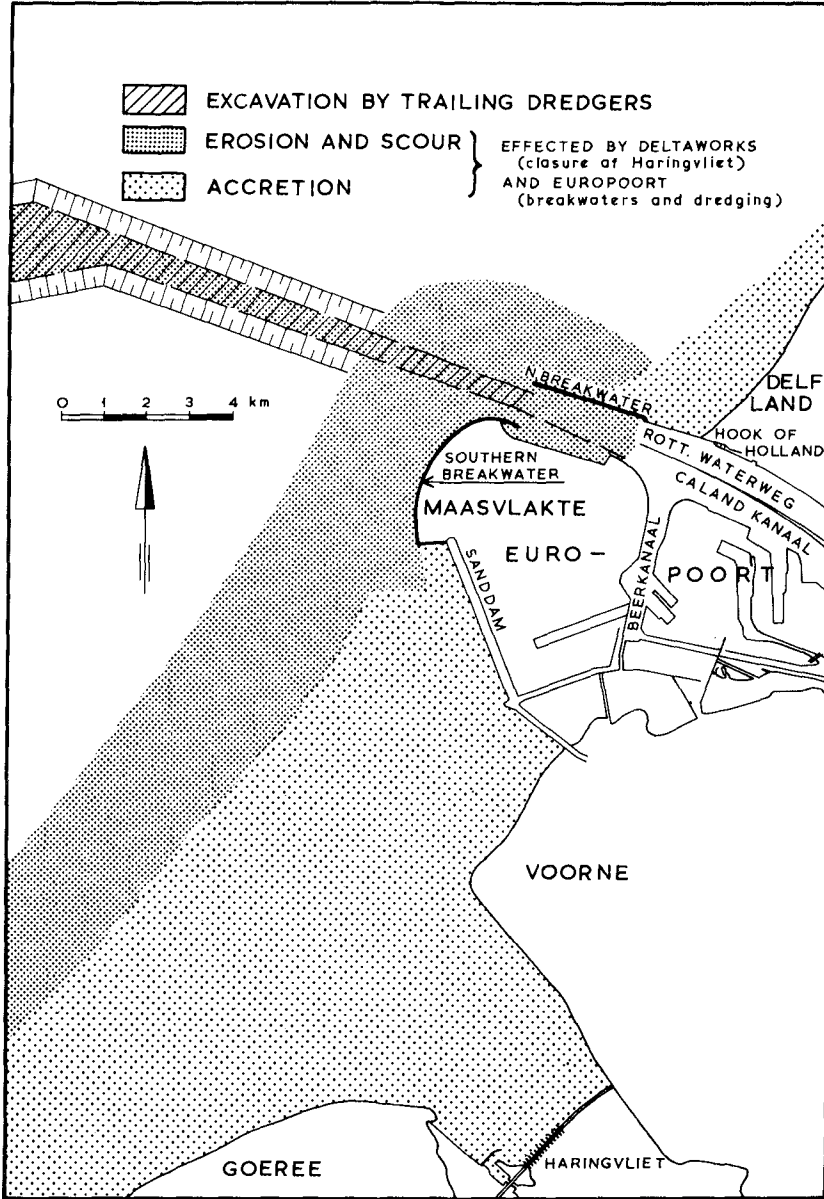 EXCAVATION BY TRAILING DREDGERS
EROSION AND SCOUR
ACCRETION
EFFECTED BY DELTAWORKS
(closure of Haringvliet)
AND EUROPOORT
(breakwaters and dredging)
0 1 2 3 4 km
N BREAKWATER
DELF
LAND
HOOK OF
HOLLAND
ROTT. WATERWEG
CALAND KANAAL
SOUTHERN
BREAKWATER
MAASVLAKTE
EURO-
POORT
BEERKANAAL
SANDDAM
VOORNE
GOEREE
HARINGVLIET